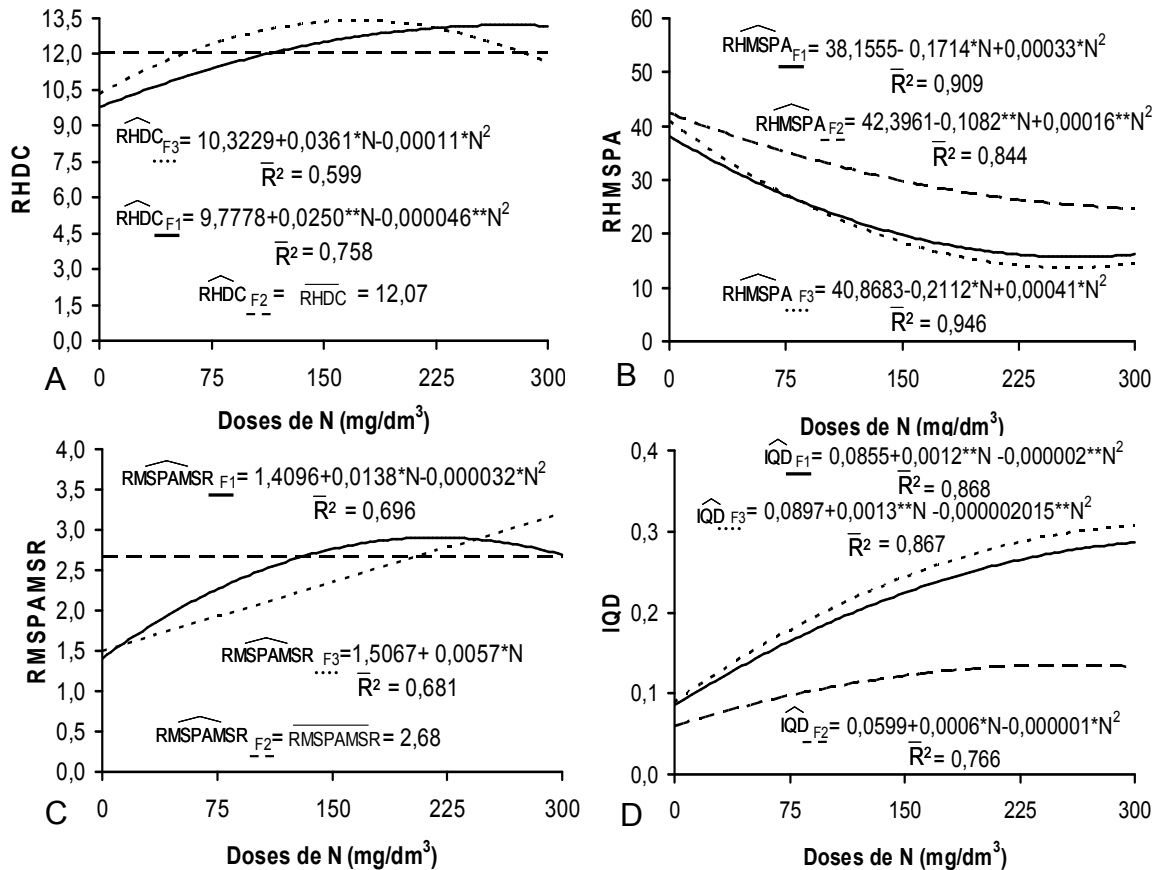 13,5
12,0
10,5
9,0
7,5
6,0
4,5
3,0
1,5
0,0
RHDC
RHDC F3= 10,3229+0,0361*N-0,00011*N²
R² = 0,599
RHDC F1= 9,7778+0,0250**N-0,000046**N²
R² = 0,758
RHDC F2 = RHDC = 12,07
A
0 75 150 225 300
Doses de N (mg/dm³)
60
50
40
30
20
10
0
RHMSPA
RHMSPA F1= 38,1555- 0,1714*N+0,00033*N²
R² = 0,909
RHMSPA F2= 42,3961-0,1082**N+0,00016**N²
R² = 0,844
RHMSPA F3= 40,8683-0,2112*N+0,00041*N²
R² = 0,946
B
0 75 150 225 300
Doses de N (mg/dm³)
4,0
3,5
3,0
2,5
2,0
1,5
1,0
0,5
0,0
RMSPAMSR
RMSPAMSR F1= 1,4096+0,0138*N-0,000032*N²
R² = 0,696
RMSPAMSR F3=1,5067+ 0,0057*N
R² = 0,681
RMSPAMSR F2= RMSPAMSR= 2,68
C
0 75 150 225 300
Doses de N (mg/dm³)
0,4
0,3
0,2
0,1
0,0
IQD
IQD F1= 0,0855+0,0012**N -0,000002**N²
R² = 0,868
IQD F3= 0,0897+0,0013**N -0,000002015**N²
R² = 0,867
IQD F2= 0,0599+0,0006*N-0,000001*N²
R² = 0,766
D
0 75 150 225 300
Doses de N (mg/dm³)